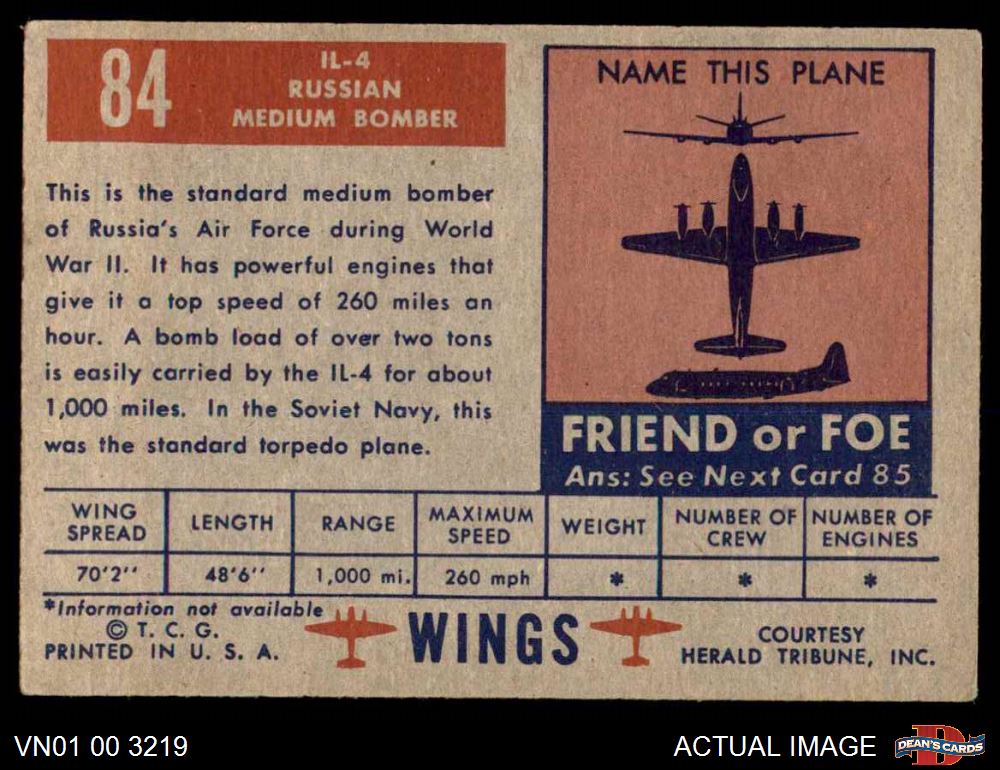 84
IL-4
RUSSIAN
MEDIUM BOMBER
This is the standard medium bomber
of Russia's Air Force during World
War II. It has powerful engines that
give it a top speed of 260 miles an
hour. A bomb load of over two tons
is easily carried by the IL-4 for about
1,000 miles. In the Soviet Navy, this
was the standard torpedo plane.
NAME THIS PLANE
FRIEND or FOE
Ans: See Next Card 85
WING SPREAD LENGTH RANGE MAXIMUM SPEED WEIGHT NUMBER OF CREW NUMBER OF ENGINES
70'2'' 48'6'' 1,000 mi. 260 mph * * *
*Information not available
© T. C. G.
PRINTED IN U. S. A.
WINGS
COURTESY
HERALD TRIBUNE, INC.
VN01 00 3219
ACTUAL IMAGE
D
DEAN'S CARDS